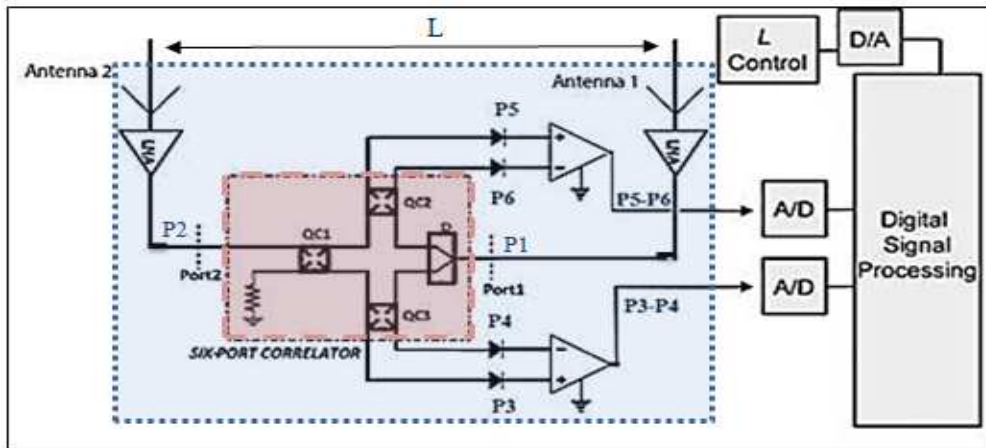 L
L
Control
D/A
Antenna 2
Antenna 1
LNA
LNA
P5
P6
P5-P6
QC2
QC1
D
P2
P1
Port2
Port1
QC3
P4
P3-P4
SIX-PORT CORRELATOR
P3
A/D
A/D
Digital
Signal
Processing
+
−
−
+